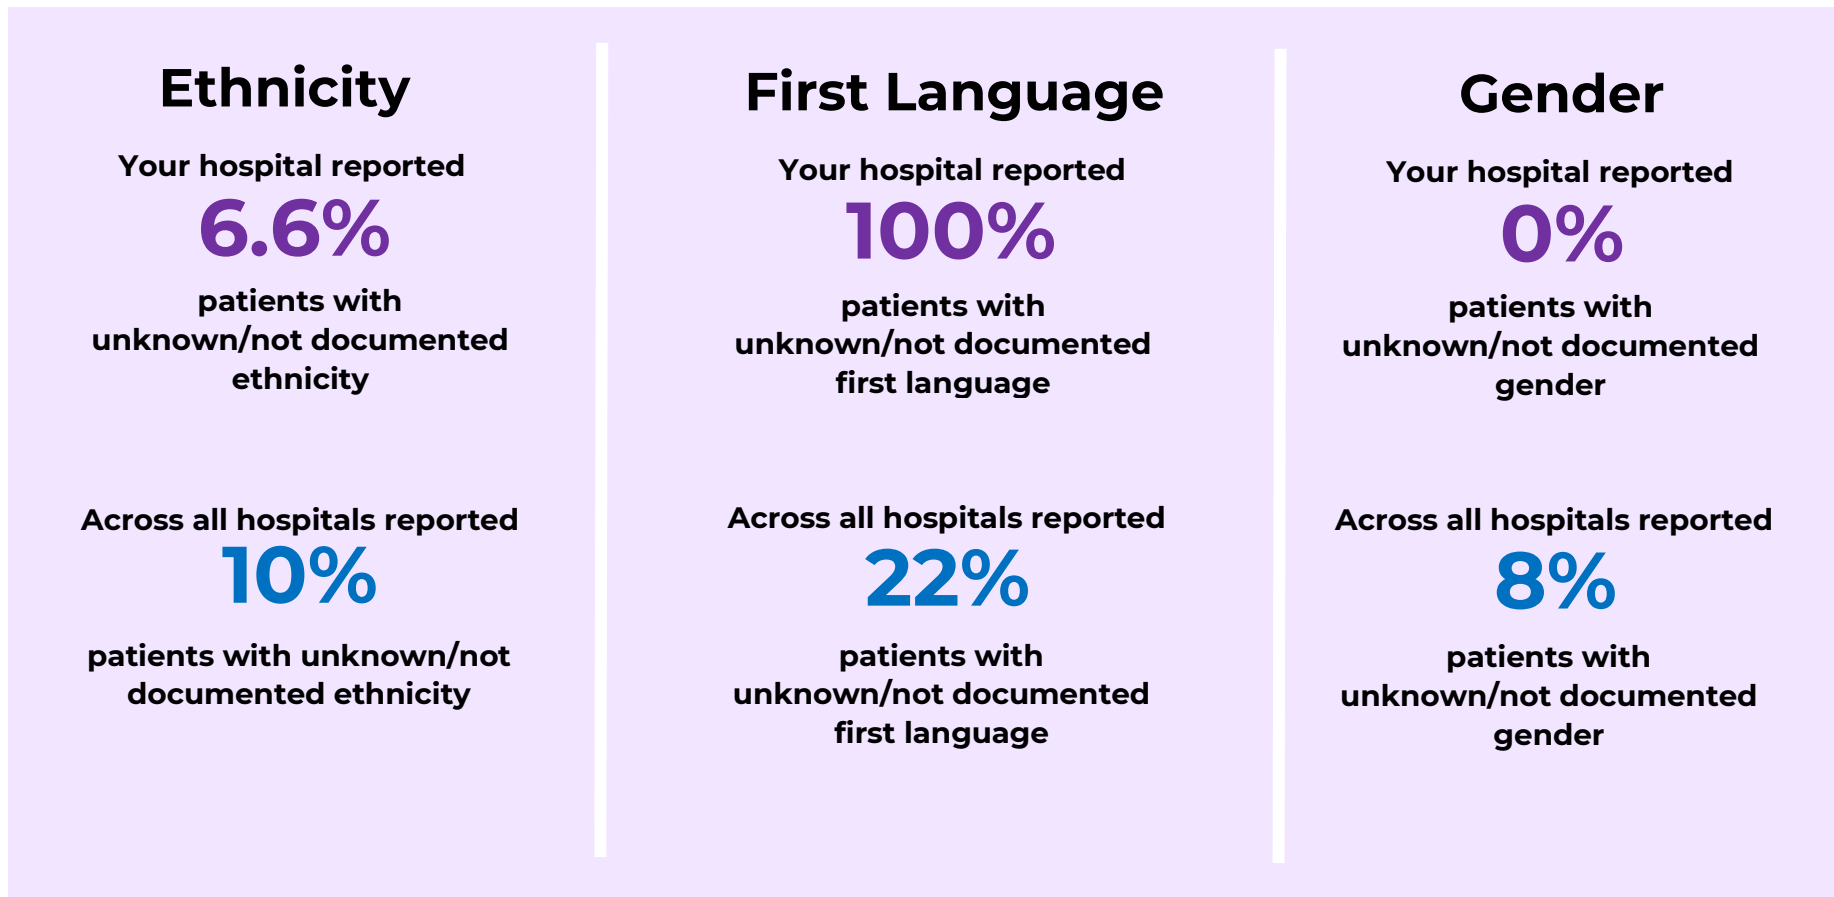 Ethnicity
Your hospital reported
6.6%
patients with
unknown/not documented
ethnicity
Across all hospitals reported
10%
patients with unknown/not
documented ethnicity
First Language
Your hospital reported
100%
patients with
unknown/not documented
first language
Across all hospitals reported
22%
patients with
unknown/not documented
first language
Gender
Your hospital reported
0%
patients with
unknown/not documented
gender
Across all hospitals reported
8%
patients with
unknown/not documented
gender